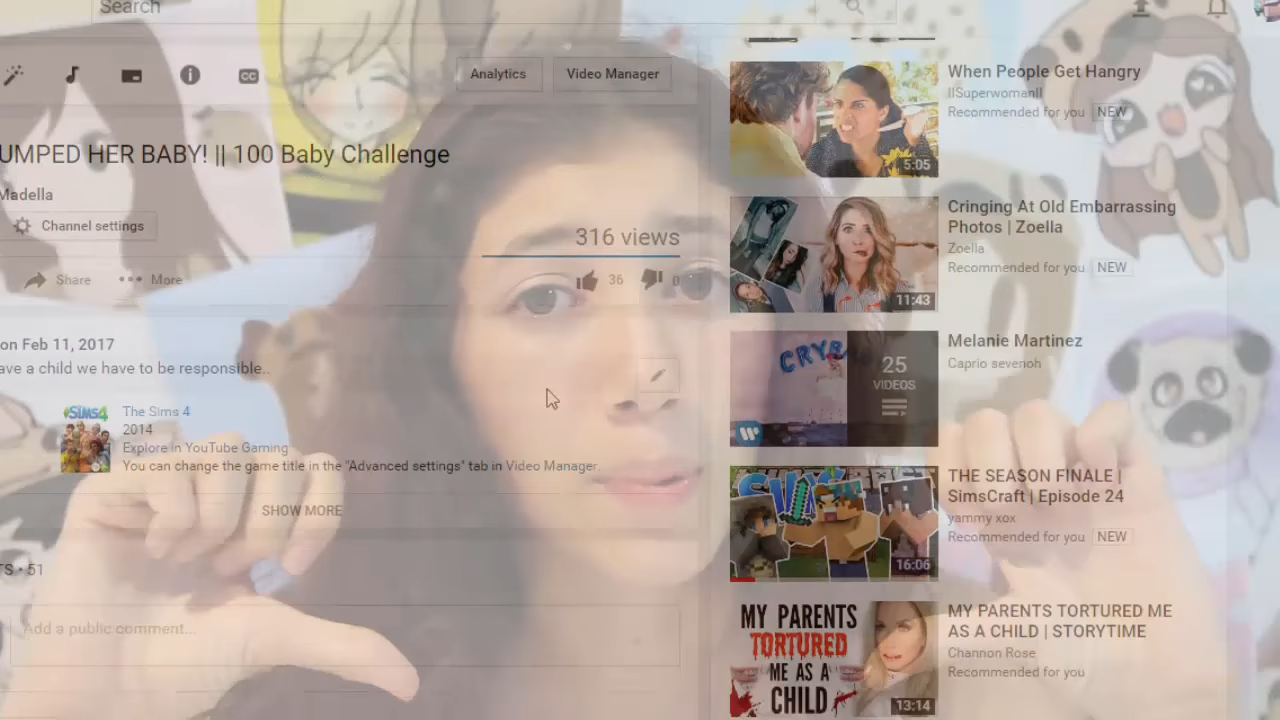 Search
CC
Analytics
Video Manager
UMPED HER BABY! || 100 Baby Challenge
Madella
Channel settings
316 views
Share
More
36
0
on Feb 11, 2017
ave a child we have to be responsible..
The Sims 4
2014
Explore in YouTube Gaming
You can change the game title in the "Advanced settings" tab in Video Manager.
SHOW MORE
TS • 51
Add a public comment...
When People Get Hangry
IISuperwomanII
Recommended for you NEW
5:05
Cringing At Old Embarrassing
Photos | Zoella
Zoella
Recommended for you NEW
11:43
Melanie Martinez
Caprio sevenoh
CRYB
25
VIDEOS
THE SEASON FINALE |
SimsCraft | Episode 24
yammy xox
Recommended for you NEW
SIMS
16:06
MY PARENTS TORTURED ME
AS A CHILD | STORYTIME
Channon Rose
Recommended for you
MY PARENTS
TORTURED
ME AS A
CHILD
13:14